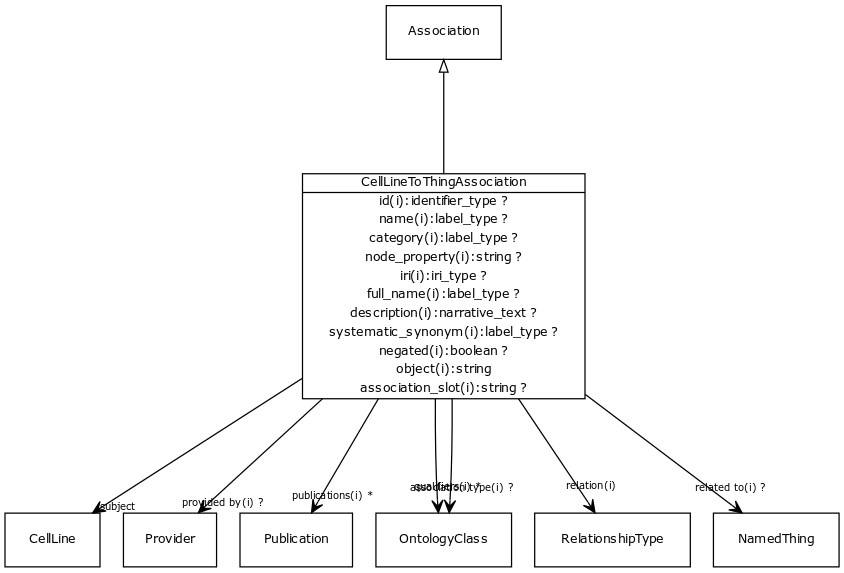 Association
CellLineToThingAssociation
id(i):identifier_type ?
name(i):label_type ?
category(i):label_type ?
node_property(i):string ?
iri(i):iri_type ?
full_name(i):label_type ?
description(i):narrative_text ?
systematic_synonym(i):label_type ?
negated(i):boolean ?
object(i):string
association_slot(i):string ?
subject
provided by(i) ?
publications(i) *
association type(i) ?
relation(i)
related to(i) ?
CellLine
Provider
Publication
OntologyClass
RelationshipType
NamedThing